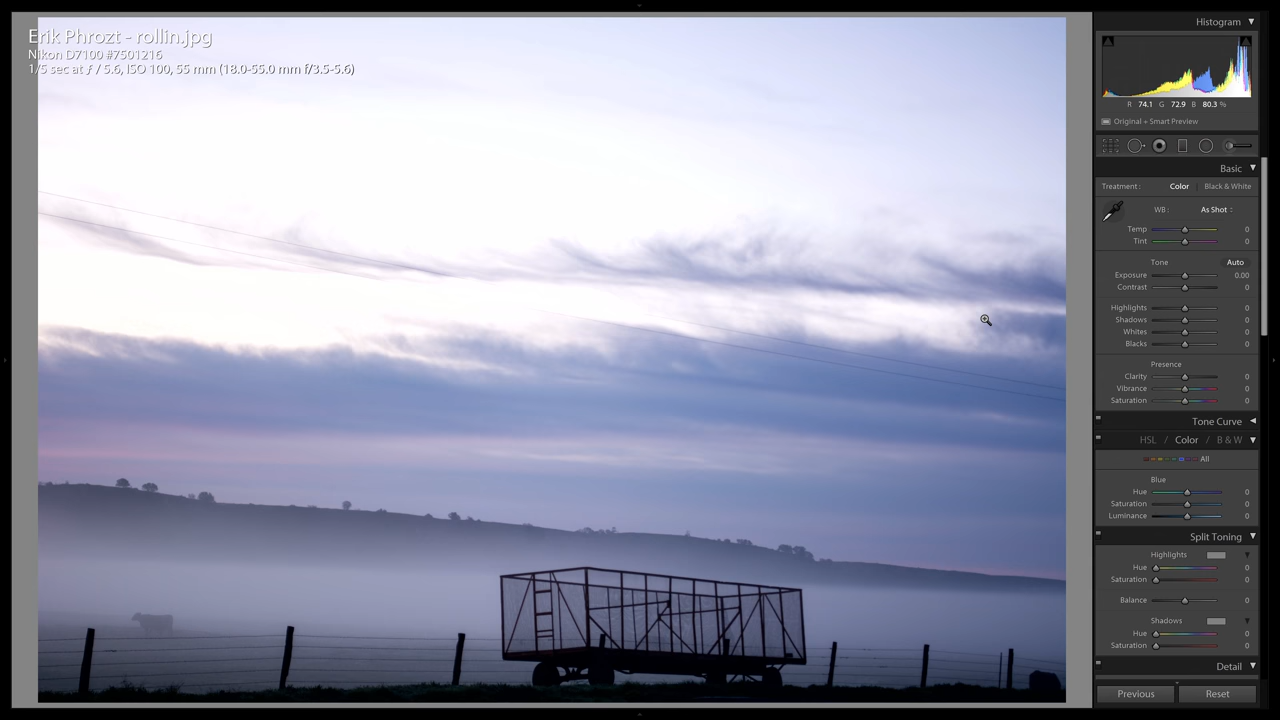 Erik Phrozt - rollin.jpg
Nikon D7100 #7501216
1/5 sec at ƒ / 5.6, ISO 100, 55 mm (18.0-55.0 mm f/3.5-5.6)
Histogram
R 74.1 G 72.9 B 80.3 %
Original + Smart Preview
Basic
Treatment : Color | Black & White
WB : As Shot
Temp 0
Tint 0
Tone Auto
Exposure 0.00
Contrast 0
Highlights 0
Shadows 0
Whites 0
Blacks 0
Presence
Clarity 0
Vibrance 0
Saturation 0
Tone Curve
HSL / Color / B & W
All
Blue
Hue 0
Saturation 0
Luminance 0
Split Toning
Highlights
Hue 0
Saturation 0
Balance 0
Shadows
Hue 0
Saturation 0
Detail
Previous Reset